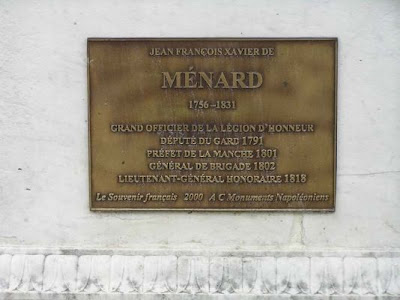 JEAN FRANÇOIS XAVIER DE
MÉNARD
1756-1831
GRAND OFFICIER DE LA LÉGION D'HONNEUR
DÉPUTÉ DU GARD 1791
PRÉFET DE LA MANCHE 1801
GÉNÉRAL DE BRIGADE 1802
LIEUTENANT-GÉNÉRAL HONORAIRE 1818
Le Souvenir français 2000 A C Monuments Napoléoniens